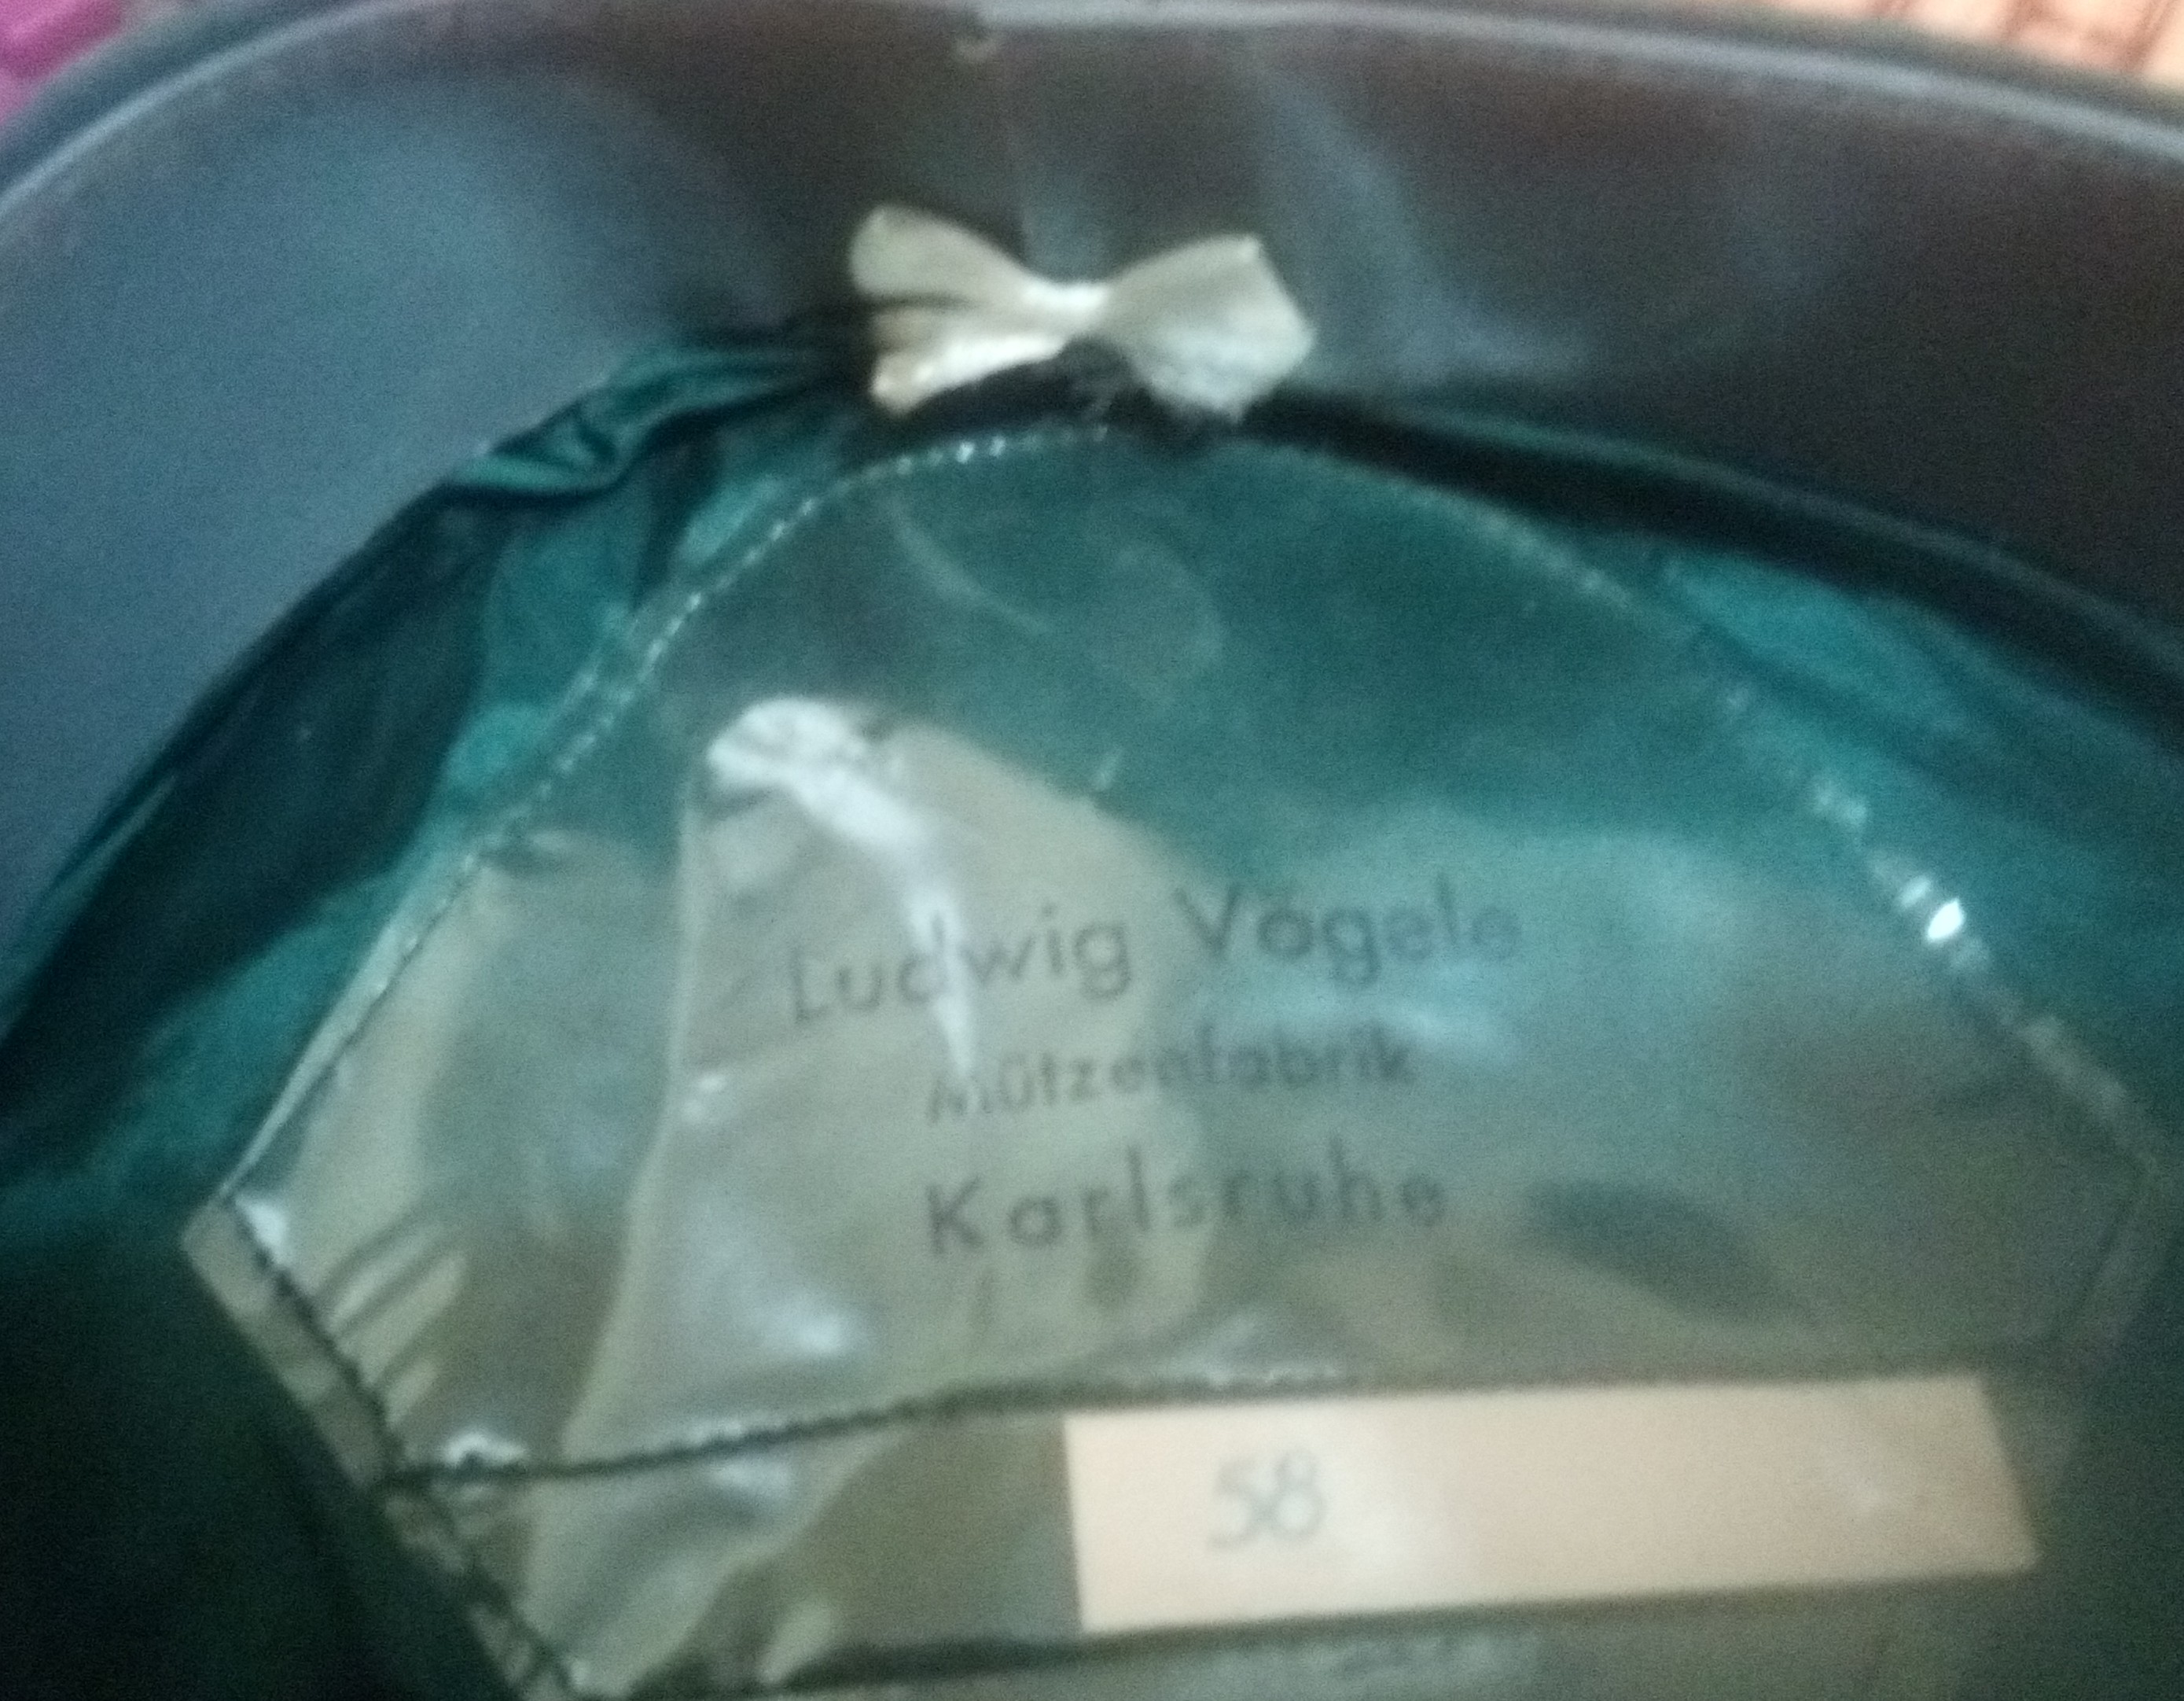 Ludwig Vögele
Mützenfabrik
Karlsruhe
58